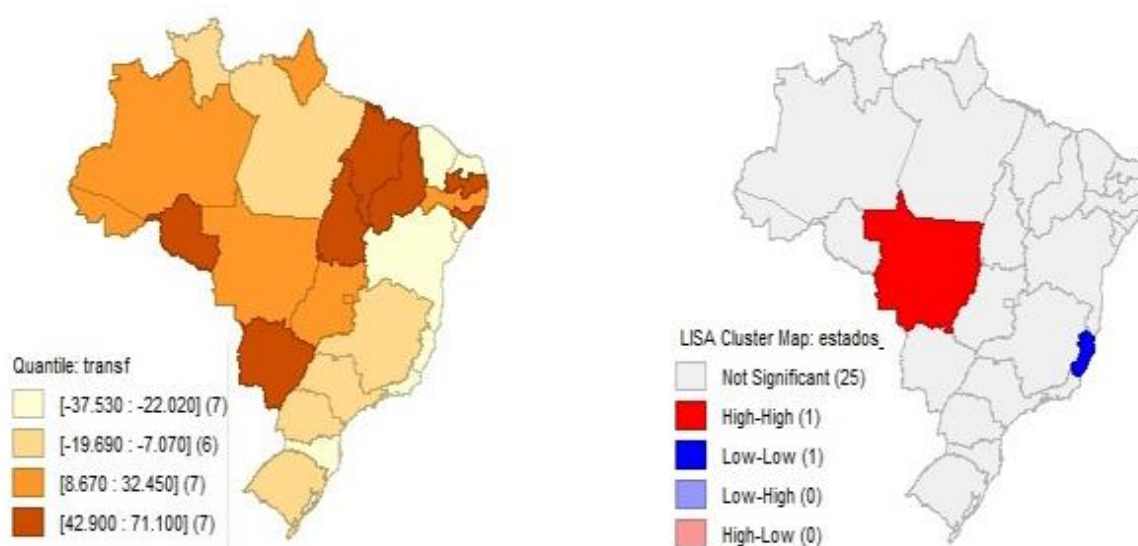 Quantile: transf
[-37.530 : -22.020] (7)
[-19.690 : -7.070] (6)
[8.670 : 32.450] (7)
[42.900 : 71.100] (7)
LISA Cluster Map: estados_
Not Significant (25)
High-High (1)
Low-Low (1)
Low-High (0)
High-Low (0)